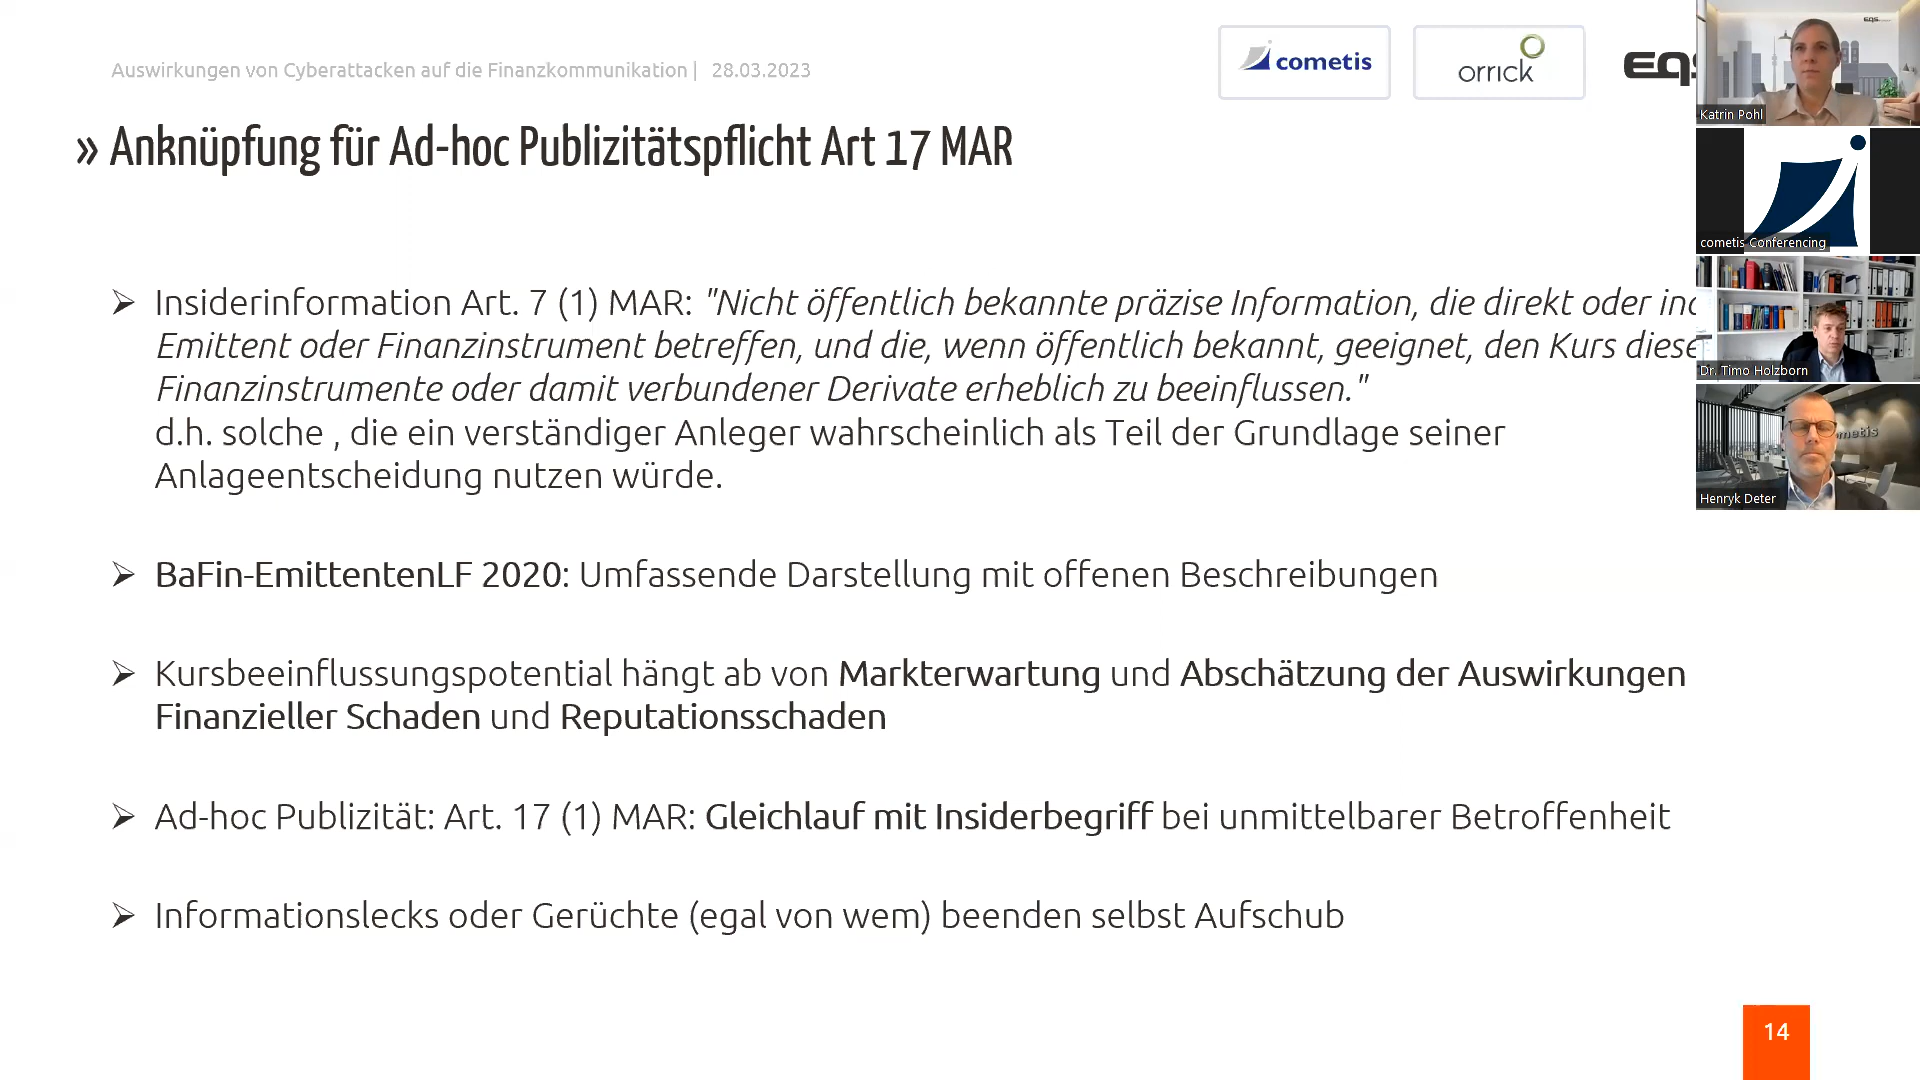 Auswirkungen von Cyberattacken auf die Finanzkommunikation | 28.03.2023
cometis
orrick
EQS
» Anknüpfung für Ad-hoc Publizitätspflicht Art 17 MAR
➢ Insiderinformation Art. 7 (1) MAR: "Nicht öffentlich bekannte präzise Information, die direkt oder
Emittent oder Finanzinstrument betreffen, und die, wenn öffentlich bekannt, geeignet, den Kurs diese
Finanzinstrumente oder damit verbundener Derivate erheblich zu beeinflussen."
d.h. solche , die ein verständiger Anleger wahrscheinlich als Teil der Grundlage seiner
Anlageentscheidung nutzen würde.
➢ BaFin-EmittentenLF 2020: Umfassende Darstellung mit offenen Beschreibungen
➢ Kursbeeinflussungspotential hängt ab von Markterwartung und Abschätzung der Auswirkungen
Finanzieller Schaden und Reputationsschaden
➢ Ad-hoc Publizität: Art. 17 (1) MAR: Gleichlauf mit Insiderbegriff bei unmittelbarer Betroffenheit
➢ Informationslecks oder Gerüchte (egal von wem) beenden selbst Aufschub
14
EQS
Katrin Pohl
cometis Conferencing
Dr. Timo Holzborn
metis
Henryk Deter